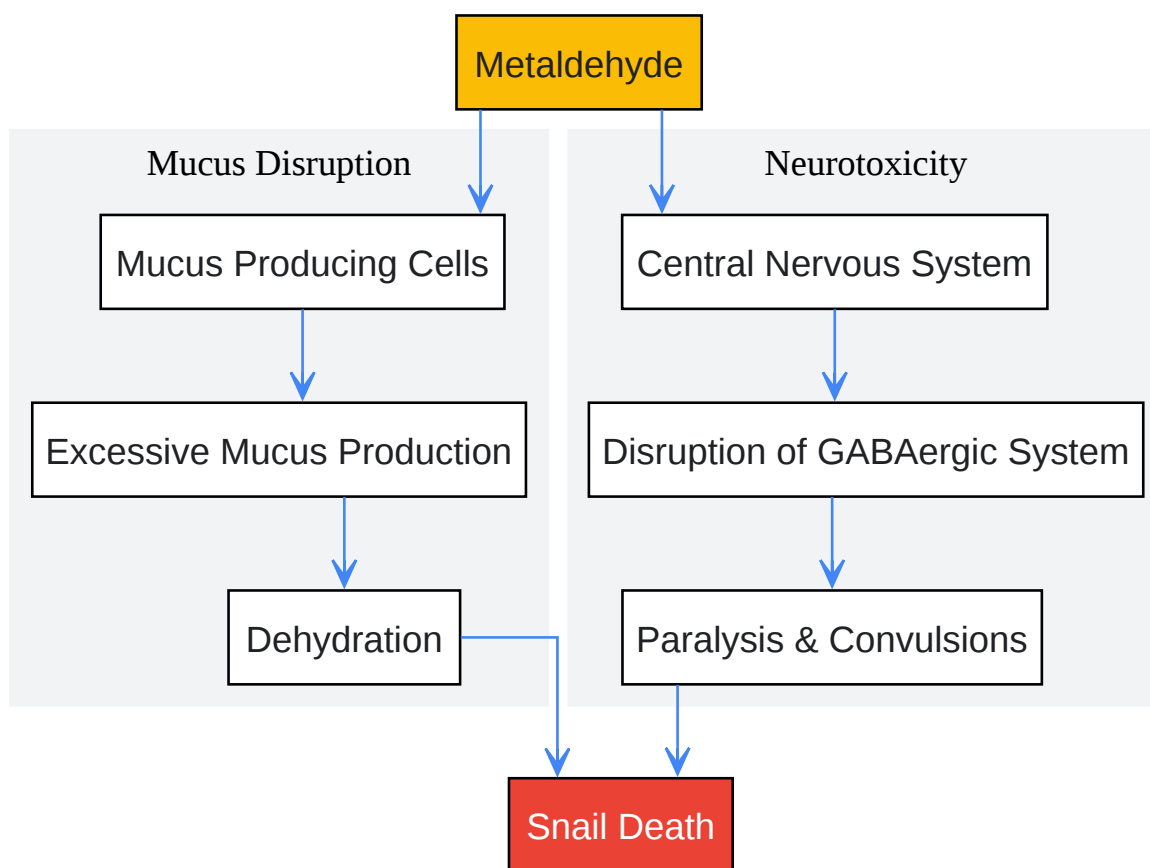 Metaldehyde
Mucus Disruption
Mucus Producing Cells
Excessive Mucus Production
Dehydration
Neurotoxicity
Central Nervous System
Disruption of GABAergic System
Paralysis & Convulsions
Snail Death